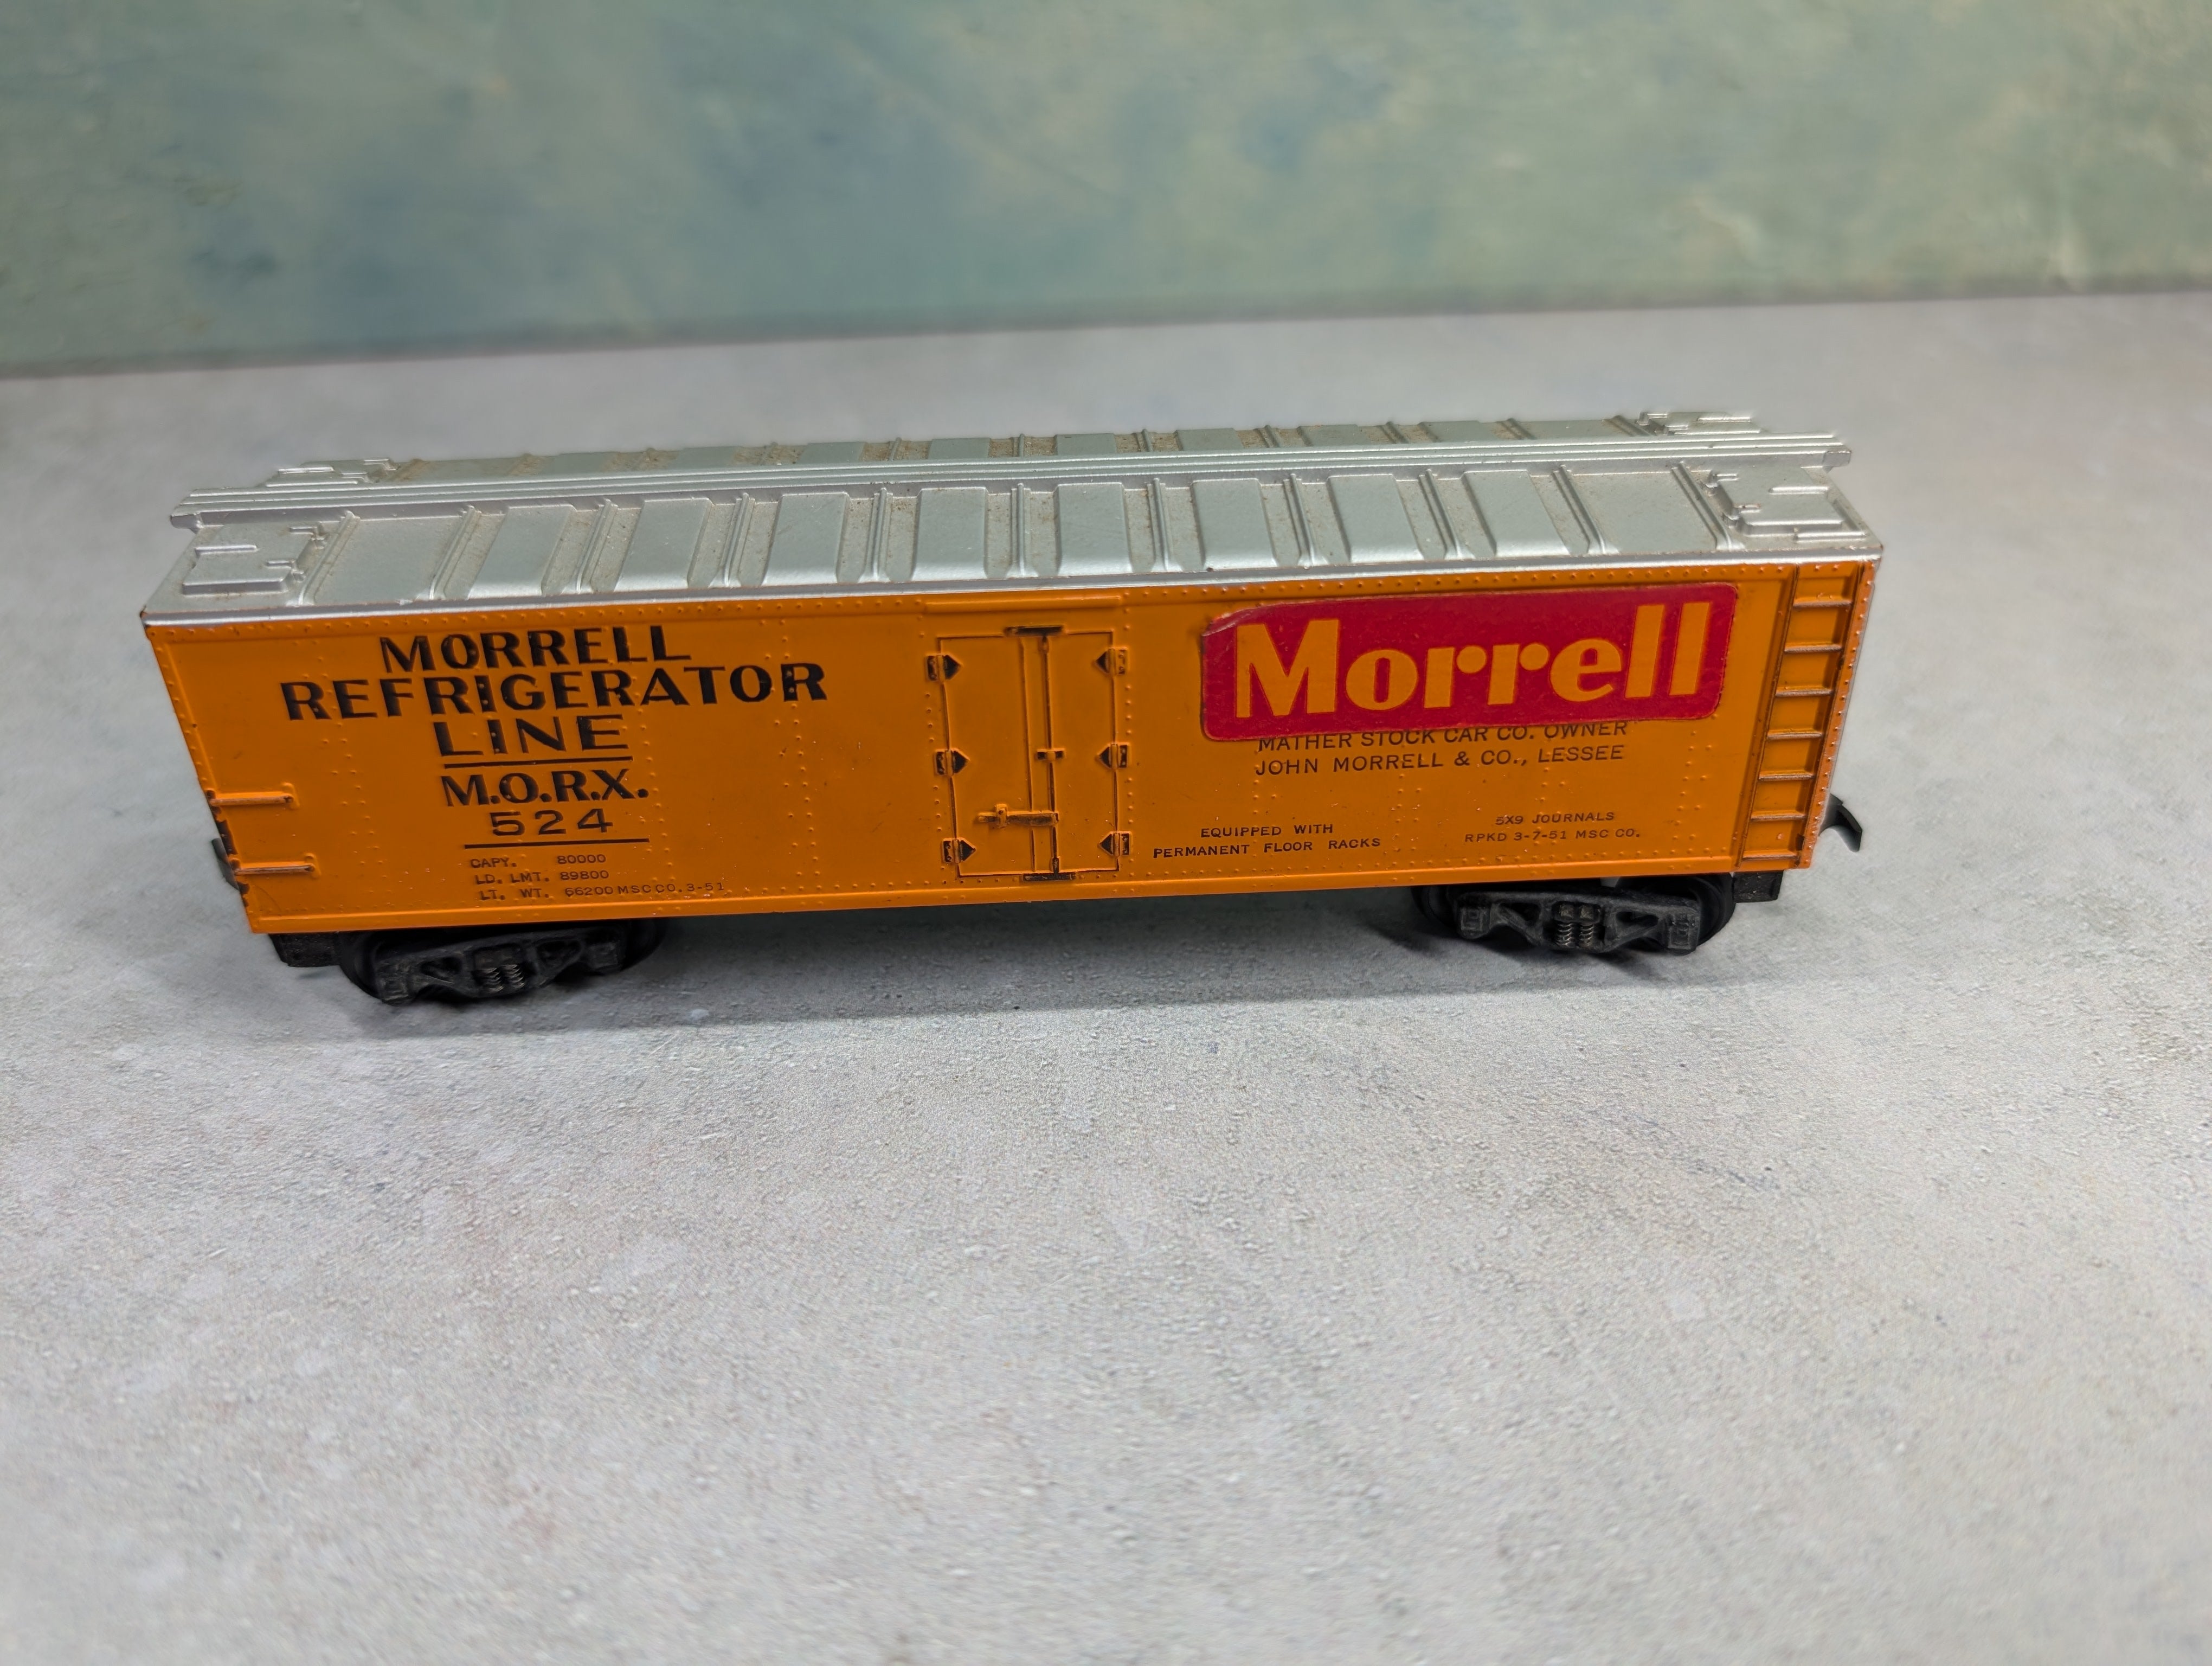 MORRELL
REFRIGERATOR
LINE
M.O.R.X.
524
CAPY. 80000
LD. LMT. 89800
LT. WT. 66200 MSC CO. 3-51
Morrell
MATHER STOCK CAR CO. OWNER
JOHN MORRELL & CO., LESSEE
EQUIPPED WITH
PERMANENT FLOOR RACKS
5X9 JOURNALS
RPKD 3-7-51 MSC CO.